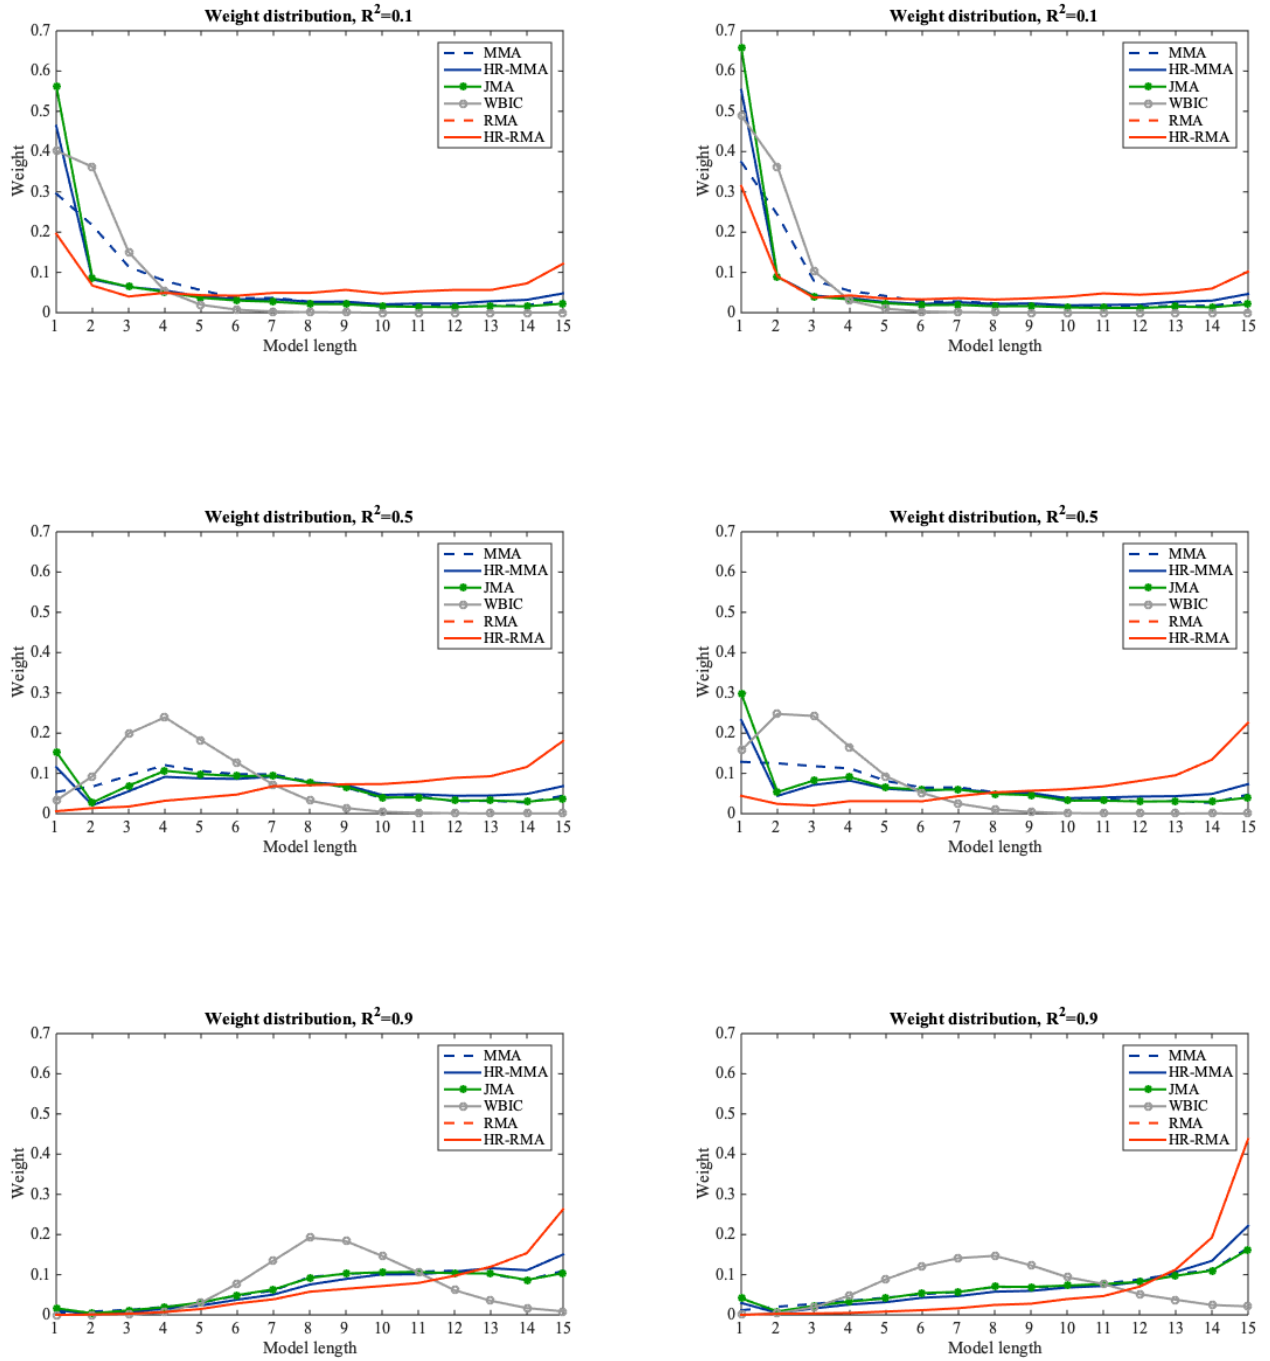 Weight distribution, R²=0.1
0.7
0.6
0.5
0.4
0.3
0.2
0.1
0
Weight
MMA
HR-MMA
JMA
WBIC
RMA
HR-RMA
1 2 3 4 5 6 7 8 9 10 11 12 13 14 15
Model length
Weight distribution, R²=0.1
0.7
0.6
0.5
0.4
0.3
0.2
0.1
0
Weight
MMA
HR-MMA
JMA
WBIC
RMA
HR-RMA
1 2 3 4 5 6 7 8 9 10 11 12 13 14 15
Model length
Weight distribution, R²=0.5
0.7
0.6
0.5
0.4
0.3
0.2
0.1
0
Weight
MMA
HR-MMA
JMA
WBIC
RMA
HR-RMA
1 2 3 4 5 6 7 8 9 10 11 12 13 14 15
Model length
Weight distribution, R²=0.5
0.7
0.6
0.5
0.4
0.3
0.2
0.1
0
Weight
MMA
HR-MMA
JMA
WBIC
RMA
HR-RMA
1 2 3 4 5 6 7 8 9 10 11 12 13 14 15
Model length
Weight distribution, R²=0.9
0.7
0.6
0.5
0.4
0.3
0.2
0.1
0
Weight
MMA
HR-MMA
JMA
WBIC
RMA
HR-RMA
1 2 3 4 5 6 7 8 9 10 11 12 13 14 15
Model length
Weight distribution, R²=0.9
0.7
0.6
0.5
0.4
0.3
0.2
0.1
0
Weight
MMA
HR-MMA
JMA
WBIC
RMA
HR-RMA
1 2 3 4 5 6 7 8 9 10 11 12 13 14 15
Model length